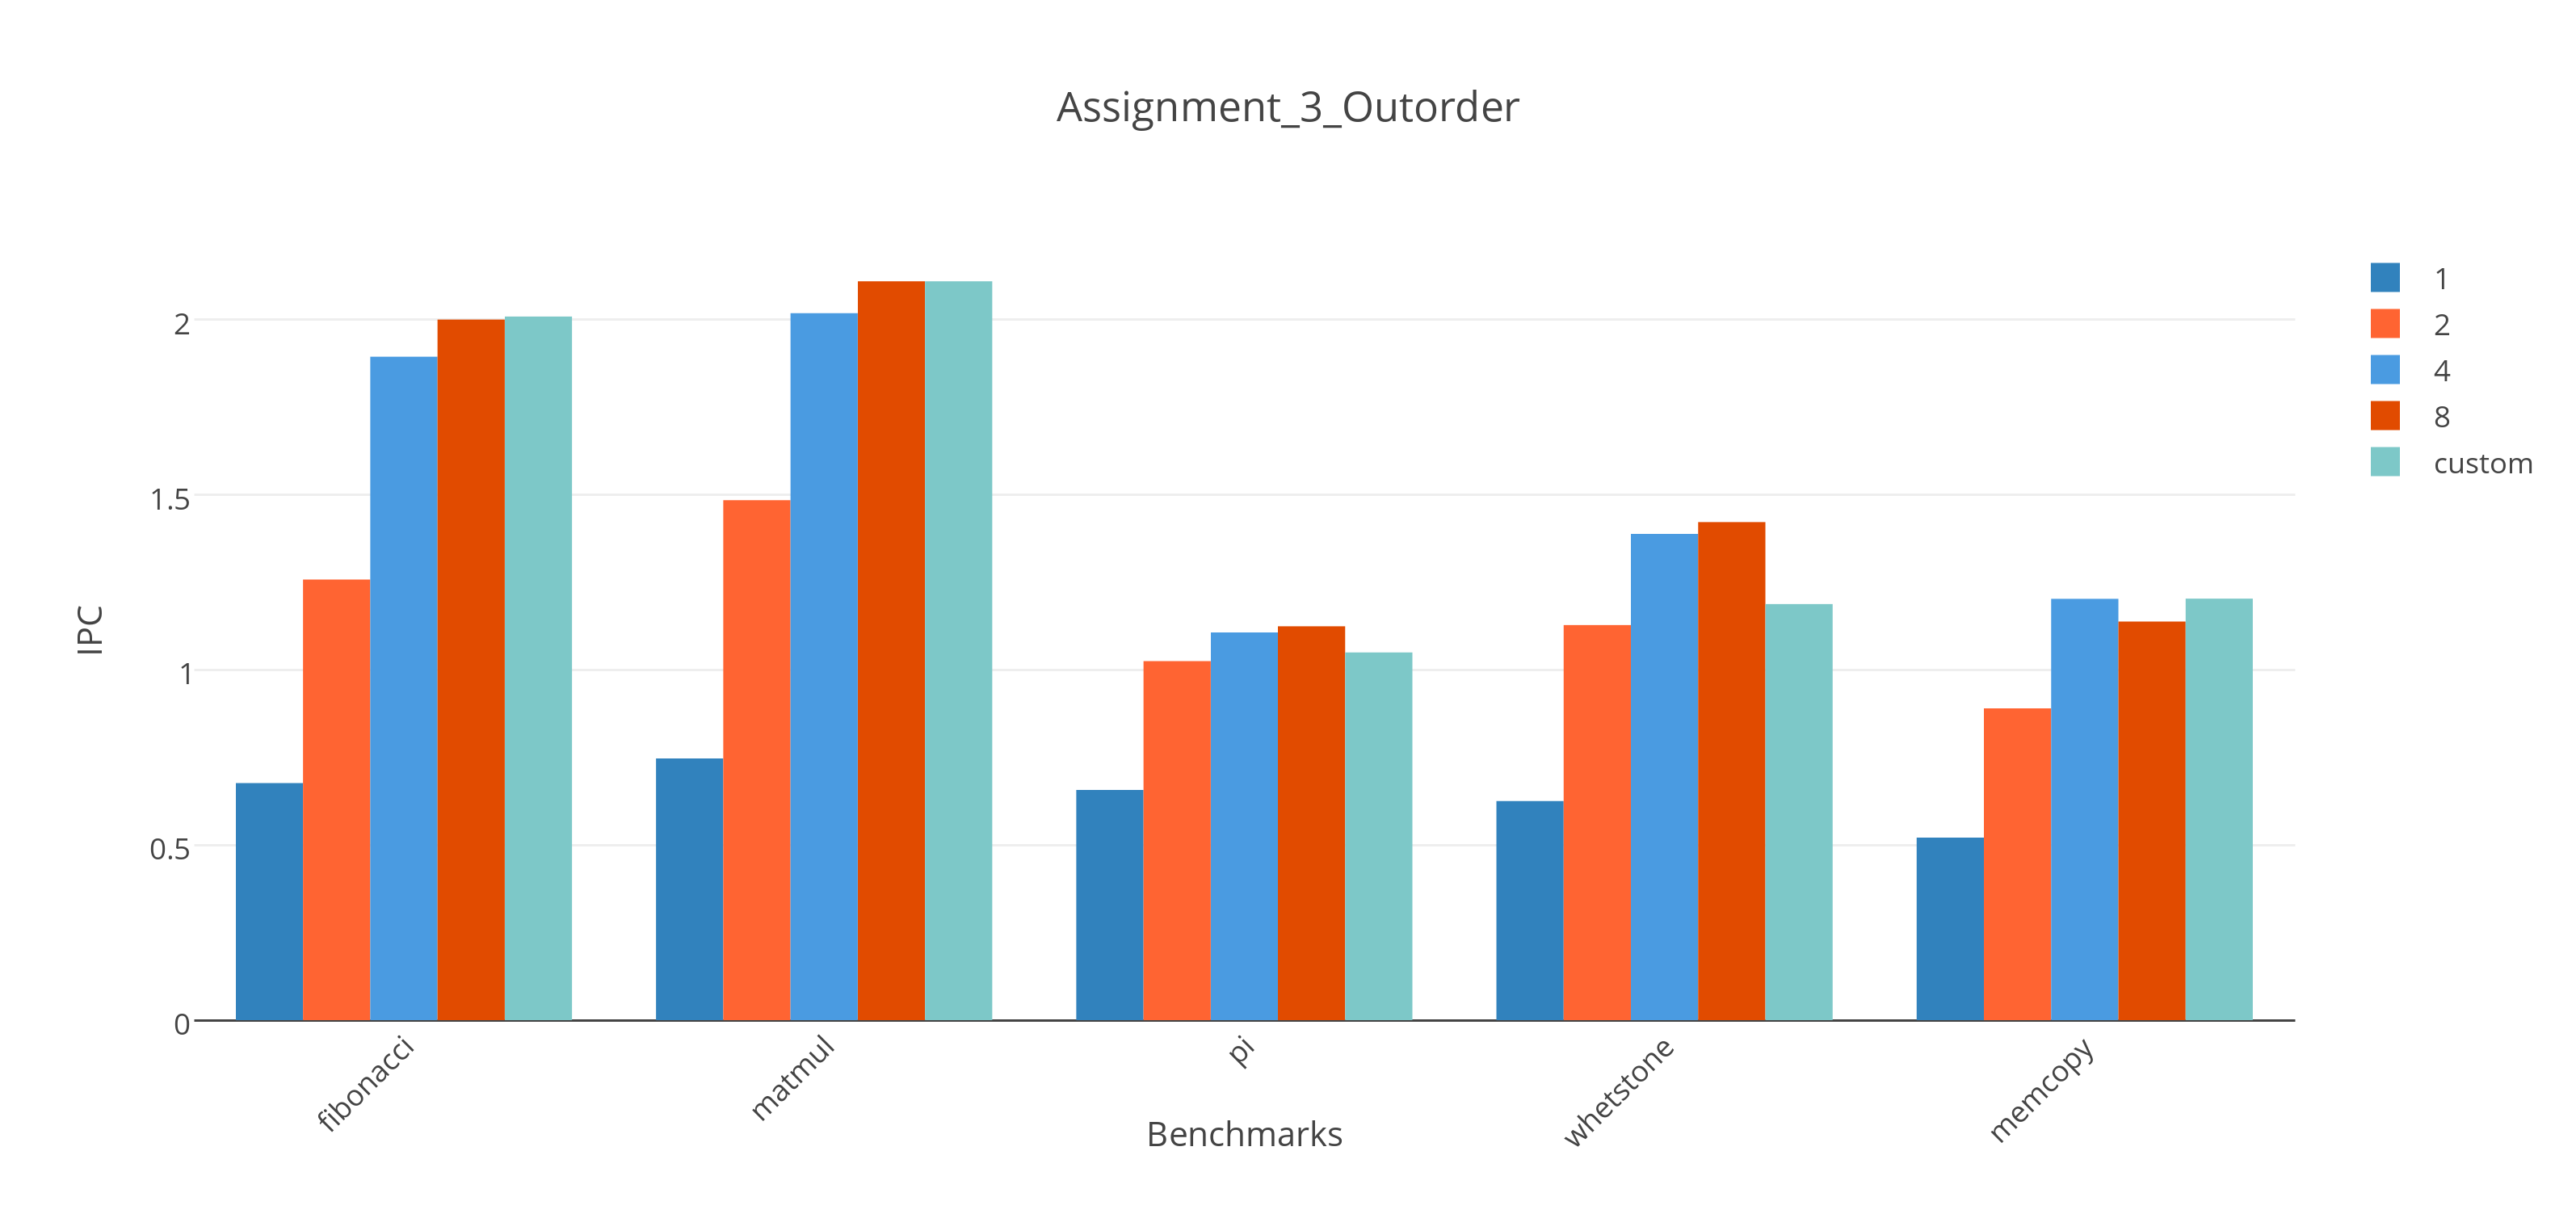 Assignment_3_Outorder
1
2
4
8
custom
2
1.5
1
0.5
0
IPC
fibonacci
matmul
pi
whetstone
memcopy
Benchmarks